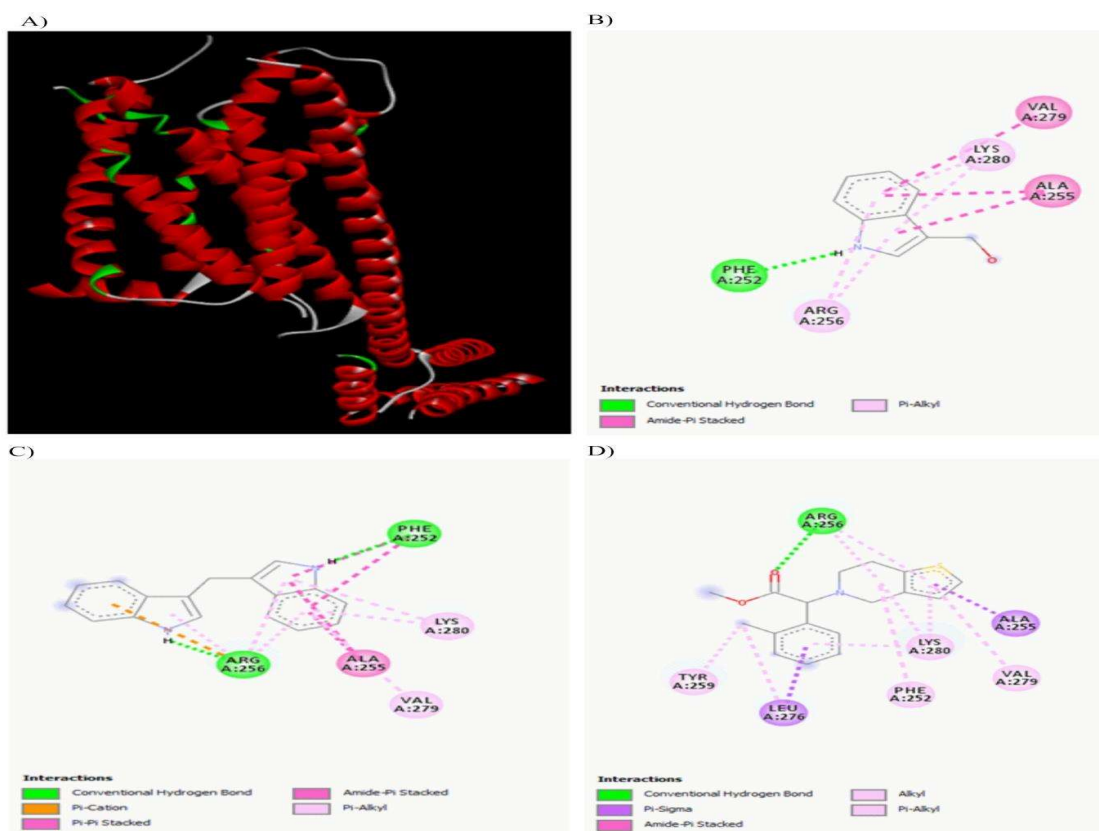 A)
B)
VAL
A:279
LYS
A:280
ALA
A:255
H
N
PHE
A:252
O
ARG
A:256
Interactions
Conventional Hydrogen Bond
Pi-Alkyl
Amide-Pi Stacked
C)
D)
PHE
A:252
H
N
N
H
LYS
A:280
ARG
A:256
ALA
A:255
VAL
A:279
Interactions
Conventional Hydrogen Bond
Amide-Pi Stacked
Pi-Cation
Pi-Alkyl
Pi-Pi Stacked
ARG
A:256
S
O
N
O
ALA
A:255
LYS
A:280
TYR
A:259
VAL
A:279
PHE
A:252
LEU
A:276
Interactions
Conventional Hydrogen Bond
Alkyl
Pi-Sigma
Pi-Alkyl
Amide-Pi Stacked